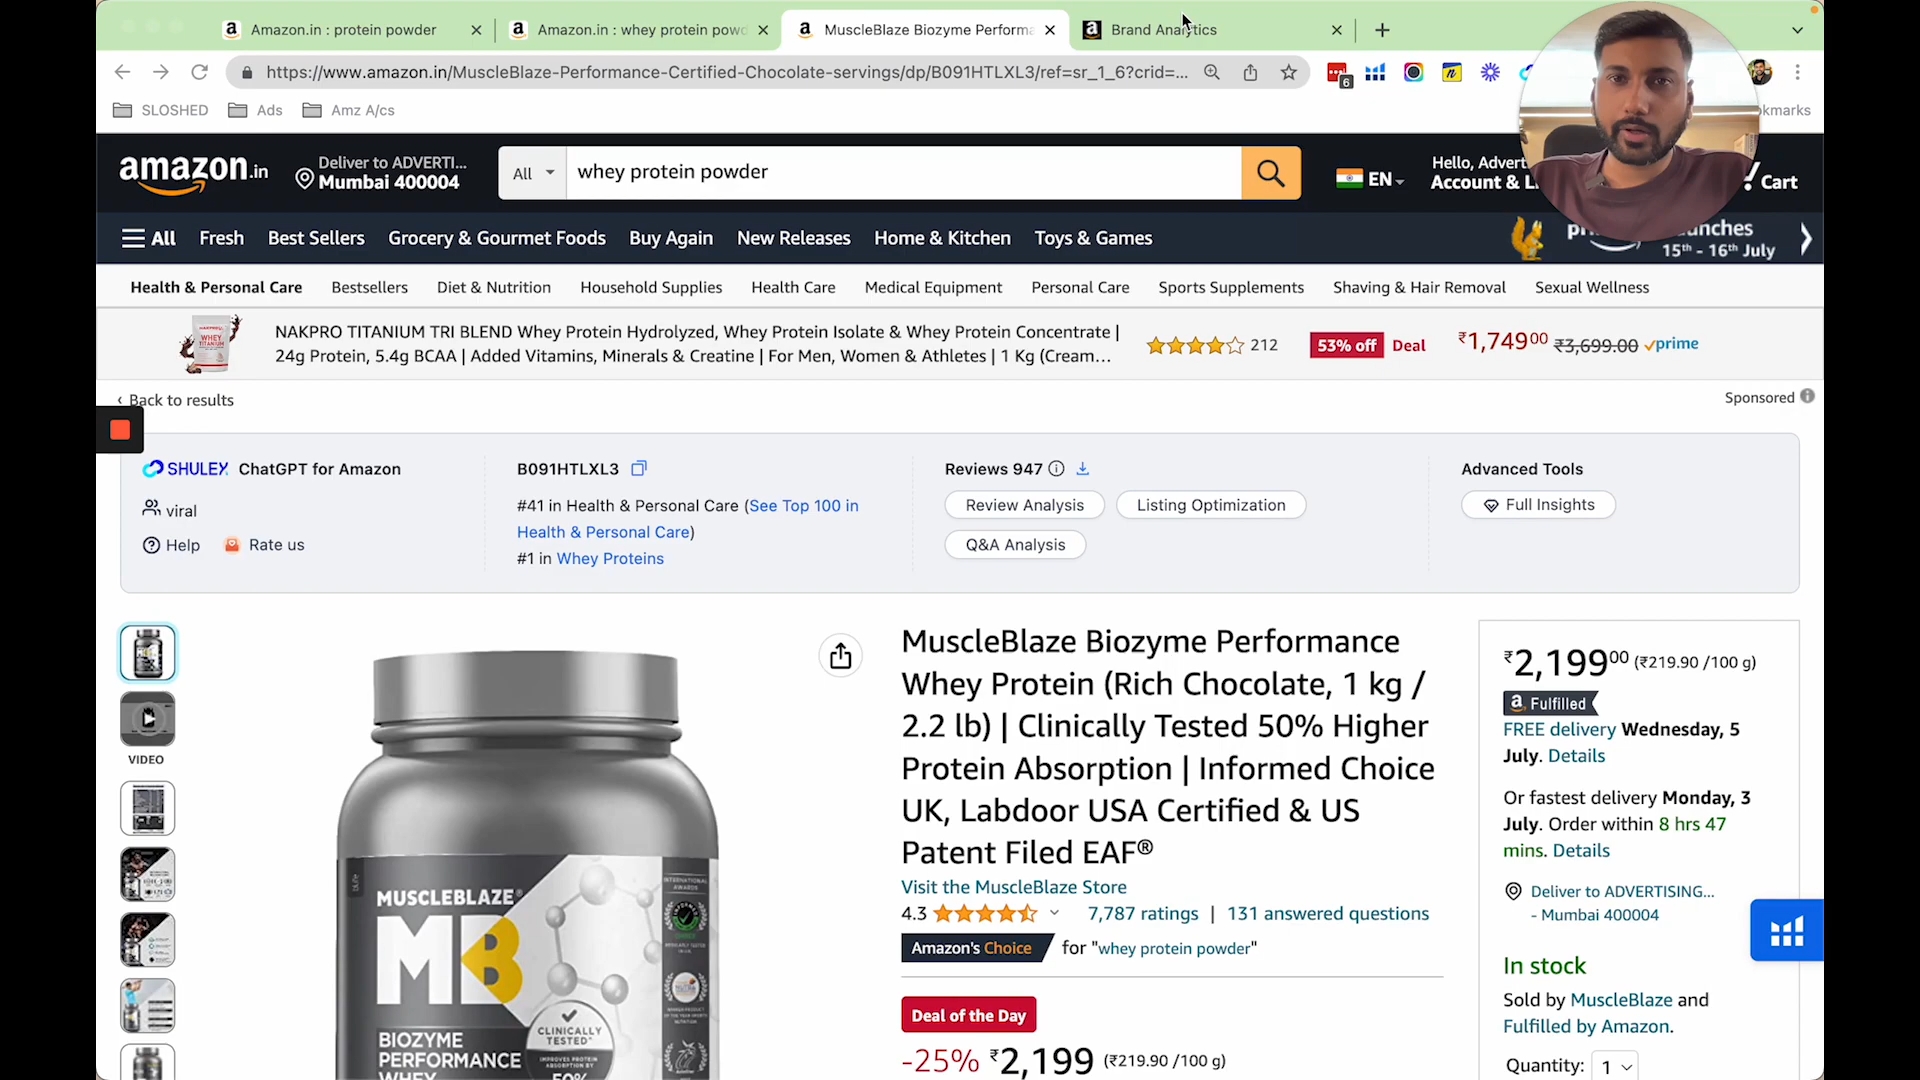 Amazon.in : protein powder
Amazon.in : whey protein powd
MuscleBlaze Biozyme Performa
Brand Analytics
https://www.amazon.in/MuscleBlaze-Performance-Certified-Chocolate-servings/dp/B091HTLXL3/ref=sr_1_6?crid=...
6
SLOSHED
Ads
Amz A/cs
kmarks
amazon.in
Deliver to ADVERTI...
Mumbai 400004
All
whey protein powder
EN
Hello, Advert
Account & Li
Cart
All
Fresh
Best Sellers
Grocery & Gourmet Foods
Buy Again
New Releases
Home & Kitchen
Toys & Games
pr
unches
15th - 16th July
Health & Personal Care
Bestsellers
Diet & Nutrition
Household Supplies
Health Care
Medical Equipment
Personal Care
Sports Supplements
Shaving & Hair Removal
Sexual Wellness
NAKPRO TITANIUM TRI BLEND Whey Protein Hydrolyzed, Whey Protein Isolate & Whey Protein Concentrate |
24g Protein, 5.4g BCAA | Added Vitamins, Minerals & Creatine | For Men, Women & Athletes | 1 Kg (Cream...
212
53% off Deal
₹1,74900 ₹3,699.00 prime
‹ Back to results
Sponsored
SHULEX ChatGPT for Amazon
viral
Help
Rate us
B091HTLXL3
#41 in Health & Personal Care (See Top 100 in
Health & Personal Care)
#1 in Whey Proteins
Reviews 947
Review Analysis
Listing Optimization
Q&A Analysis
Advanced Tools
Full Insights
VIDEO
MUSCLEBLAZE®
MB
BIOZYME
PERFORMANCE
WHEY
CLINICALLY
TESTED*
IMPROVES PROTEIN
ABSORPTION BY
50%
MuscleBlaze Biozyme Performance
Whey Protein (Rich Chocolate, 1 kg /
2.2 lb) | Clinically Tested 50% Higher
Protein Absorption | Informed Choice
UK, Labdoor USA Certified & US
Patent Filed EAF®
Visit the MuscleBlaze Store
4.3
7,787 ratings | 131 answered questions
Amazon's Choice for "whey protein powder"
Deal of the Day
-25% ₹2,199 (₹219.90 /100 g)
₹2,19900 (₹219.90 /100 g)
a Fulfilled
FREE delivery Wednesday, 5
July. Details
Or fastest delivery Monday, 3
July. Order within 8 hrs 47
mins. Details
Deliver to ADVERTISING...
- Mumbai 400004
In stock
Sold by MuscleBlaze and
Fulfilled by Amazon.
Quantity: 1